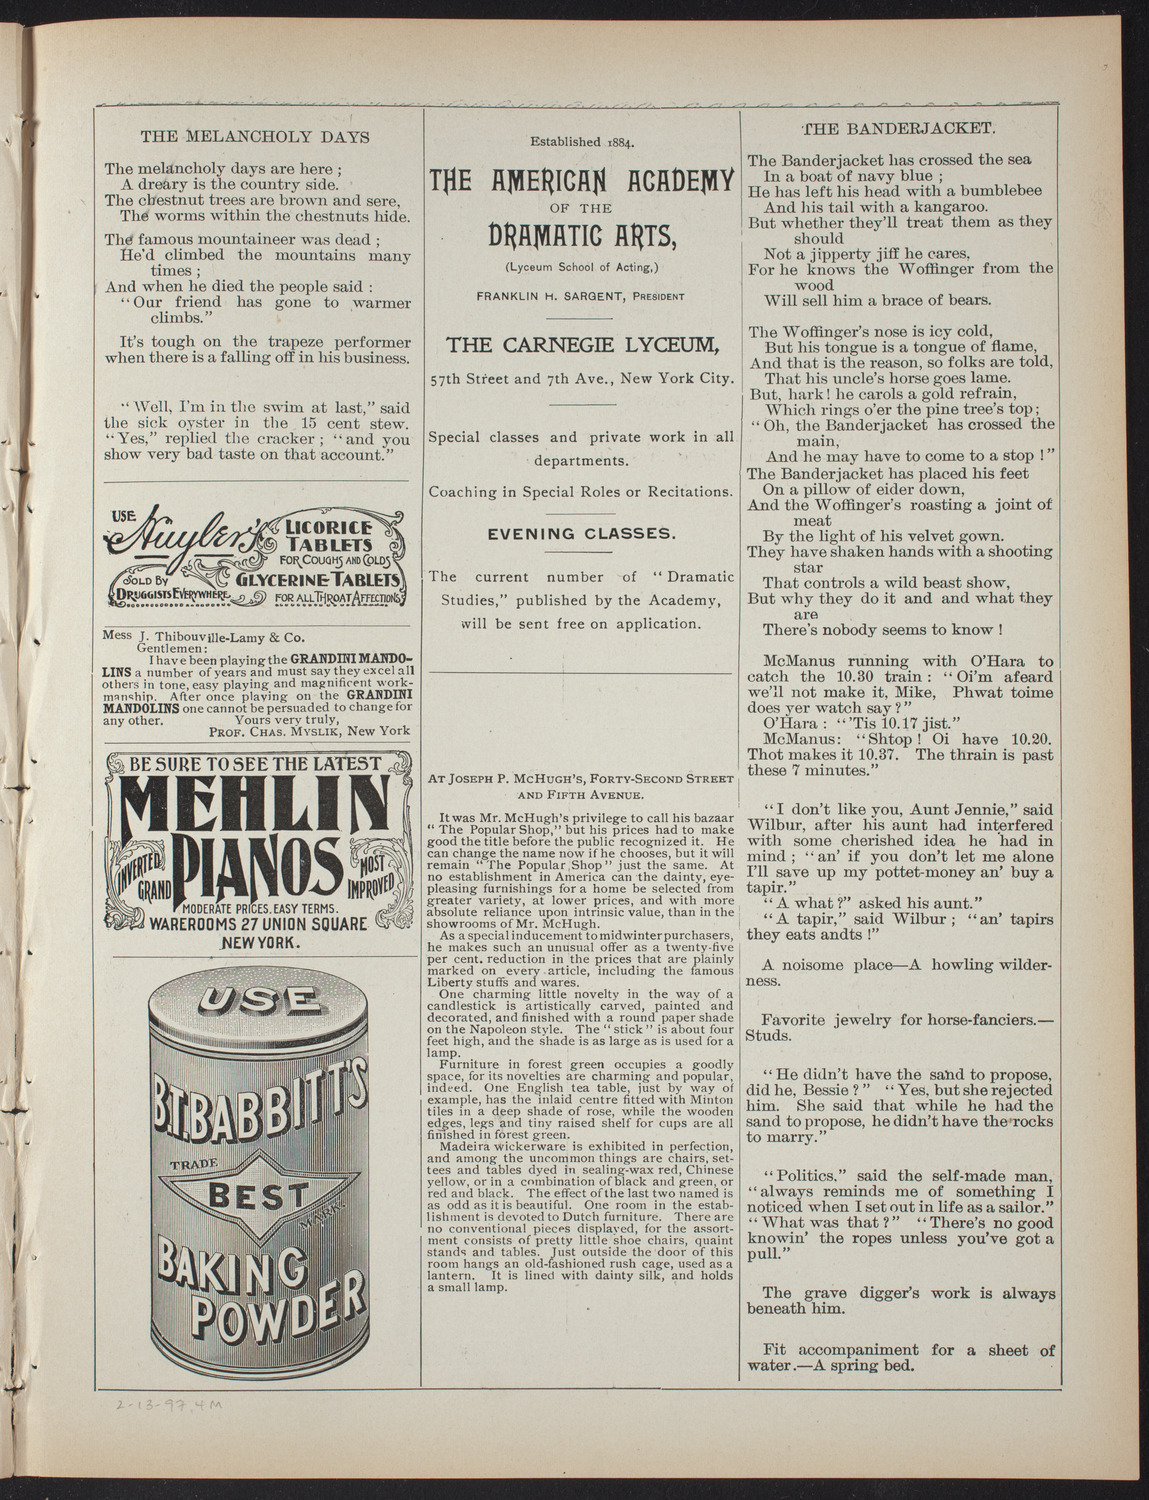 THE MELANCHOLY DAYS
The melancholy days are here ;
A dreary is the country side.
The chestnut trees are brown and sere,
The worms within the chestnuts hide.
The famous mountaineer was dead ;
He'd climbed the mountains many
times ;
And when he died the people said :
"Our friend has gone to warmer
climbs."
It's tough on the trapeze performer
when there is a falling off in his business.
"Well, I'm in the swim at last," said
the sick oyster in the 15 cent stew.
"Yes," replied the cracker ; "and you
show very bad taste on that account."
USE
Huyler's
LICORICE
TABLETS
FOR COUGHS AND COLDS
SOLD BY
DRUGGISTS EVERYWHERE
GLYCERINE TABLETS
FOR ALL THROAT AFFECTIONS
Mess J. Thibouville-Lamy & Co.
Gentlemen:
I have been playing the GRANDINI MANDO-
LINS a number of years and must say they excel all
others in tone, easy playing and magnificent work-
manship. After once playing on the GRANDINI
MANDOLINS one cannot be persuaded to change for
any other. Yours very truly,
PROF. CHAS. MYSLIK, New York
BE SURE TO SEE THE LATEST
MEHLIN
PIANOS
INVERTED
GRAND
MOST
IMPROVED
MODERATE PRICES. EASY TERMS.
WAREROOMS 27 UNION SQUARE
NEW YORK.
USE
B.T. BABBITT'S
TRADE
BEST
MARK.
BAKING
POWDER
Established 1884.
THE AMERICAN ACADEMY
OF THE
DRAMATIC ARTS,
(Lyceum School of Acting,)
FRANKLIN H. SARGENT, PRESIDENT
THE CARNEGIE LYCEUM,
57th Street and 7th Ave., New York City.
Special classes and private work in all
departments.
Coaching in Special Roles or Recitations.
EVENING CLASSES.
The current number of "Dramatic
Studies," published by the Academy,
will be sent free on application.
AT JOSEPH P. MCHUGH'S, FORTY-SECOND STREET
AND FIFTH AVENUE.
It was Mr. McHugh's privilege to call his bazaar
"The Popular Shop," but his prices had to make
good the title before the public recognized it. He
can change the name now if he chooses, but it will
remain "The Popular Shop" just the same. At
no establishment in America can the dainty, eye-
pleasing furnishings for a home be selected from
greater variety, at lower prices, and with more
absolute reliance upon intrinsic value, than in the
showrooms of Mr. McHugh.
As a special inducement to midwinter purchasers,
he makes such an unusual offer as a twenty-five
per cent. reduction in the prices that are plainly
marked on every article, including the famous
Liberty stuffs and wares.
One charming little novelty in the way of a
candlestick is artistically carved, painted and
decorated, and finished with a round paper shade
on the Napoleon style. The "stick" is about four
feet high, and the shade is as large as is used for a
lamp.
Furniture in forest green occupies a goodly
space, for its novelties are charming and popular,
indeed. One English tea table, just by way of
example, has the inlaid centre fitted with Minton
tiles in a deep shade of rose, while the wooden
edges, legs and tiny raised shelf for cups are all
finished in forest green.
Madeira wickerware is exhibited in perfection,
and among the uncommon things are chairs, set-
tees and tables dyed in sealing-wax red, Chinese
yellow, or in a combination of black and green, or
red and black. The effect of the last two named is
as odd as it is beautiful. One room in the estab-
lishment is devoted to Dutch furniture. There are
no conventional pieces displayed, for the assort-
ment consists of pretty little shoe chairs, quaint
stands and tables. Just outside the door of this
room hangs an old-fashioned rush cage, used as a
lantern. It is lined with dainty silk, and holds
a small lamp.
THE BANDERJACKET.
The Banderjacket has crossed the sea
In a boat of navy blue ;
He has left his head with a bumblebee
And his tail with a kangaroo.
But whether they'll treat them as they
should
Not a jipperty jiff he cares,
For he knows the Woffinger from the
wood
Will sell him a brace of bears.
The Woffinger's nose is icy cold,
But his tongue is a tongue of flame,
And that is the reason, so folks are told,
That his uncle's horse goes lame.
But, hark! he carols a gold refrain,
Which rings o'er the pine tree's top ;
"Oh, the Banderjacket has crossed the
main,
And he may have to come to a stop !"
The Banderjacket has placed his feet
On a pillow of eider down,
And the Woffinger's roasting a joint of
meat
By the light of his velvet gown.
They have shaken hands with a shooting
star
That controls a wild beast show,
But why they do it and and what they
are
There's nobody seems to know !
McManus running with O'Hara to
catch the 10.30 train : "Oi'm afeard
we'll not make it, Mike, Phwat toime
does yer watch say ?"
O'Hara : "'Tis 10.17 jist."
McManus: "Shtop ! Oi have 10.20.
Thot makes it 10.37. The thrain is past
these 7 minutes."
"I don't like you, Aunt Jennie," said
Wilbur, after his aunt had interfered
with some cherished idea he had in
mind ; "an' if you don't let me alone
I'll save up my pottet-money an' buy a
tapir."
"A what ?" asked his aunt."
"A tapir," said Wilbur ; "an' tapirs
they eats andts !"
A noisome place—A howling wilder-
ness.
Favorite jewelry for horse-fanciers.—
Studs.
"He didn't have the sand to propose,
did he, Bessie ?" "Yes, but she rejected
him. She said that while he had the
sand to propose, he didn't have the rocks
to marry."
"Politics," said the self-made man,
"always reminds me of something I
noticed when I set out in life as a sailor."
"What was that ?" "There's no good
knowin' the ropes unless you've got a
pull."
The grave digger's work is always
beneath him.
Fit accompaniment for a sheet of
water.—A spring bed.
2-13-97. 4M